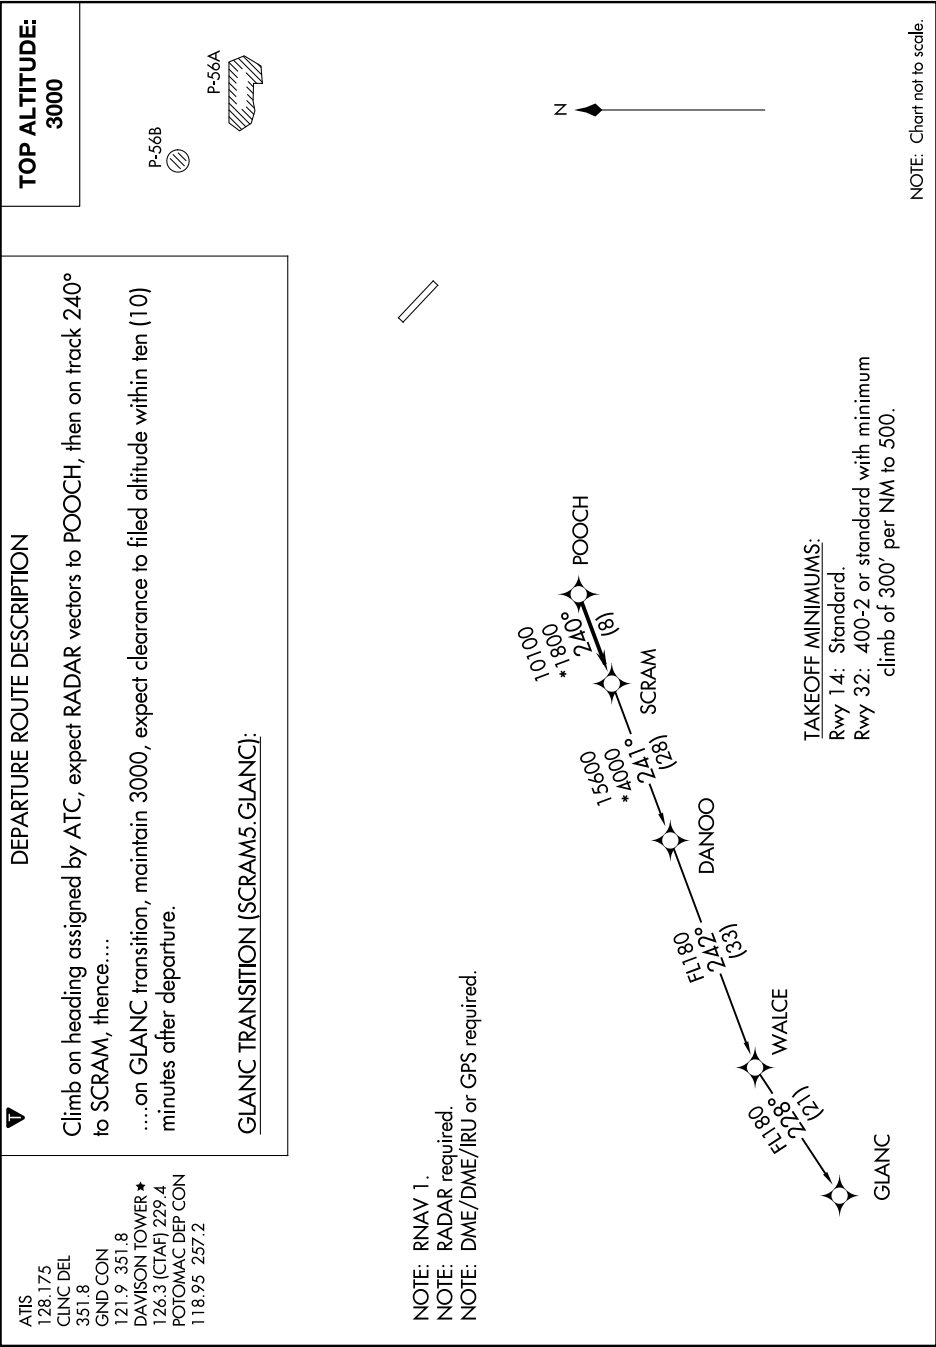 ATIS
128.175
CLNC DEL
351.8
GND CON
121.9 351.8
DAVISON TOWER ★
126.3 (CTAF) 229.4
POTOMAC DEP CON
118.95 257.2
T
DEPARTURE ROUTE DESCRIPTION
Climb on heading assigned by ATC, expect RADAR vectors to POOCH, then on track 240°
to SCRAM, thence....
....on GLANC transition, maintain 3000, expect clearance to filed altitude within ten (10)
minutes after departure.
GLANC TRANSITION (SCRAM5.GLANC):
TOP ALTITUDE:
3000
P-56B
P-56A
NOTE: RNAV 1.
NOTE: RADAR required.
NOTE: DME/DME/IRU or GPS required.
N
POOCH
10100
*1800
240°
(8)
SCRAM
15600
*4000
241°
(28)
DANOO
FL180
242°
(33)
WALCE
FL180
228°
(21)
GLANC
TAKEOFF MINIMUMS:
Rwy 14: Standard.
Rwy 32: 400-2 or standard with minimum
climb of 300' per NM to 500.
NOTE: Chart not to scale.